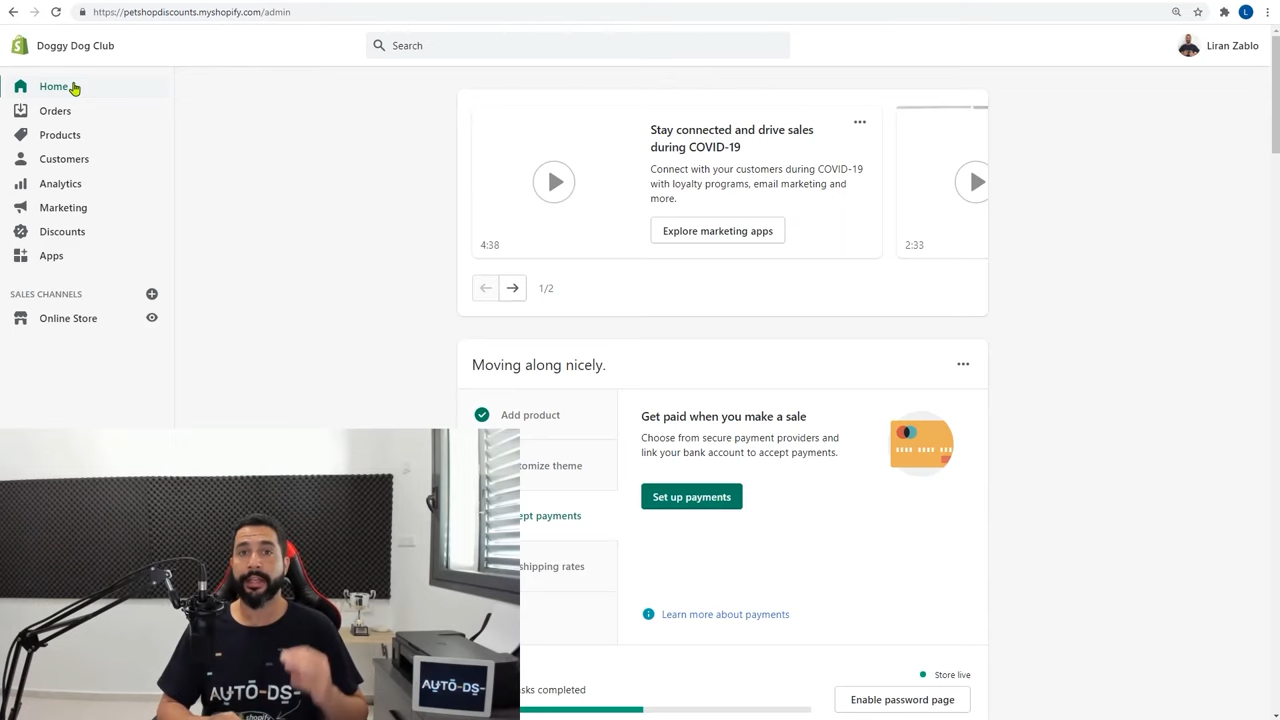 https://petshopdiscounts.myshopify.com/admin
L
Doggy Dog Club
Search
Liran Zablo
Home
Orders
Products
Customers
Analytics
Marketing
Discounts
Apps
SALES CHANNELS
Online Store
Stay connected and drive sales
during COVID-19
Connect with your customers during COVID-19
with loyalty programs, email marketing and
more.
Explore marketing apps
4:38
2:33
1/2
Moving along nicely.
Add product
tomize theme
ept payments
shipping rates
Get paid when you make a sale
Choose from secure payment providers and
link your bank account to accept payments.
Set up payments
Learn more about payments
sks completed
Store live
Enable password page
AUTO-DS-
shopify
AUTO-DS-